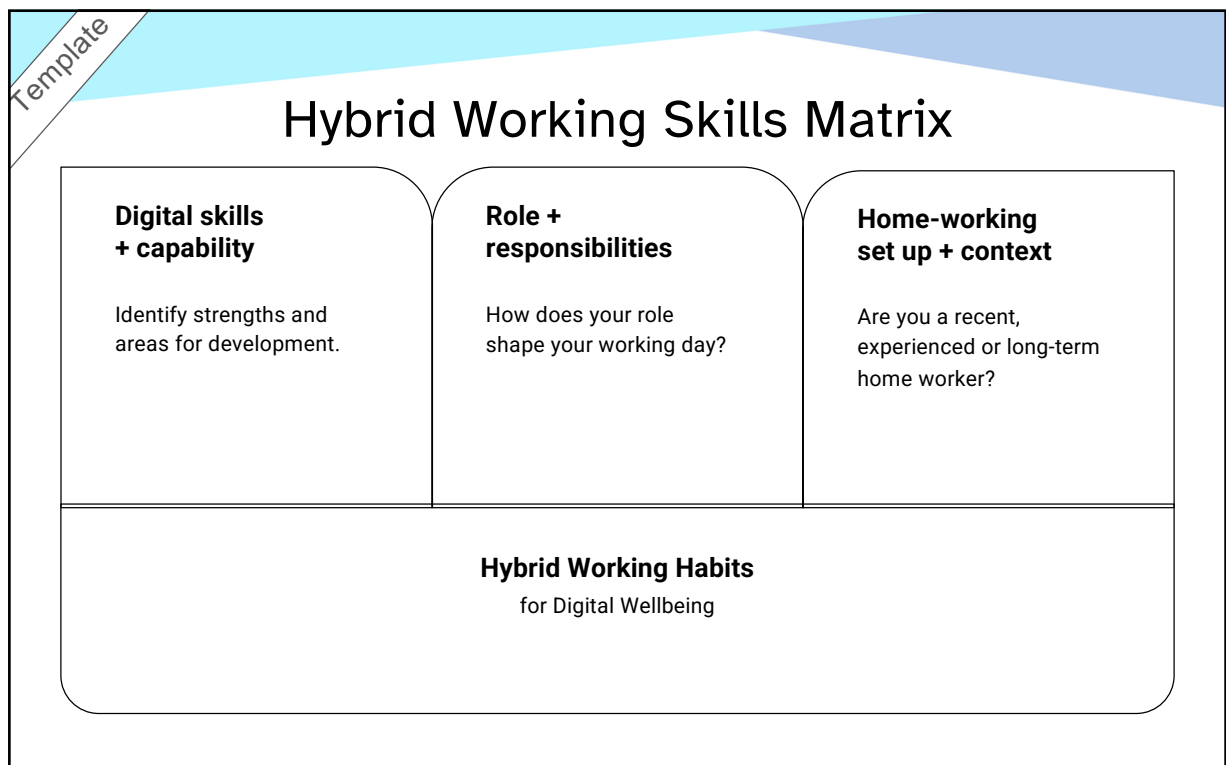 Template
Hybrid Working Skills Matrix
Digital skills
+ capability
Identify strengths and
areas for development.
Role +
responsibilities
How does your role
shape your working day?
Home-working
set up + context
Are you a recent,
experienced or long-term
home worker?
Hybrid Working Habits
for Digital Wellbeing